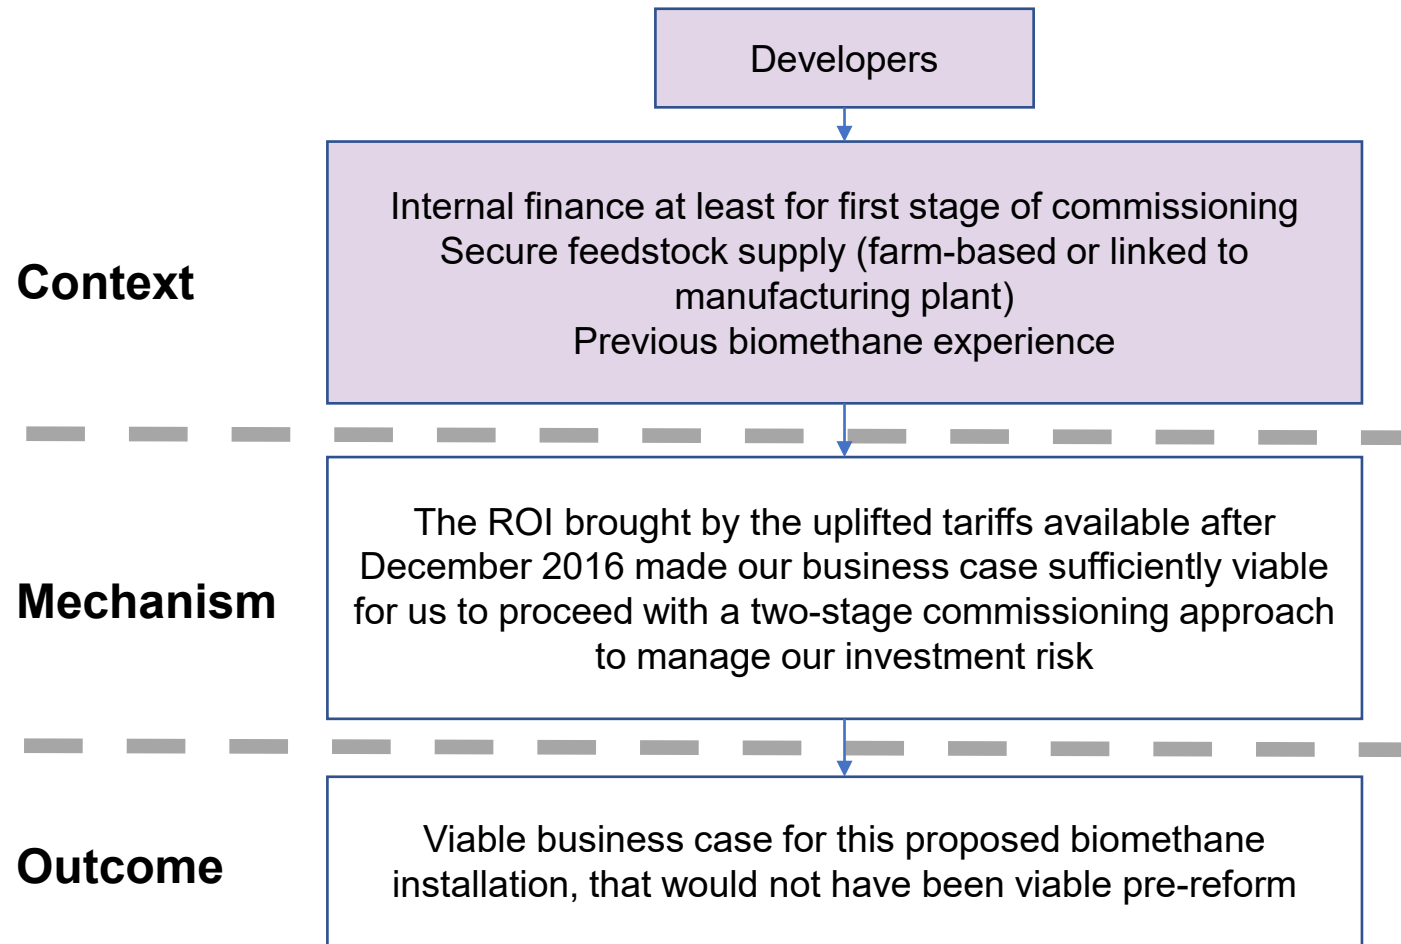 Developers
Context
Internal finance at least for first stage of commissioning
Secure feedstock supply (farm-based or linked to
manufacturing plant)
Previous biomethane experience
Mechanism
The ROI brought by the uplifted tariffs available after
December 2016 made our business case sufficiently viable
for us to proceed with a two-stage commissioning approach
to manage our investment risk
Outcome
Viable business case for this proposed biomethane
installation, that would not have been viable pre-reform